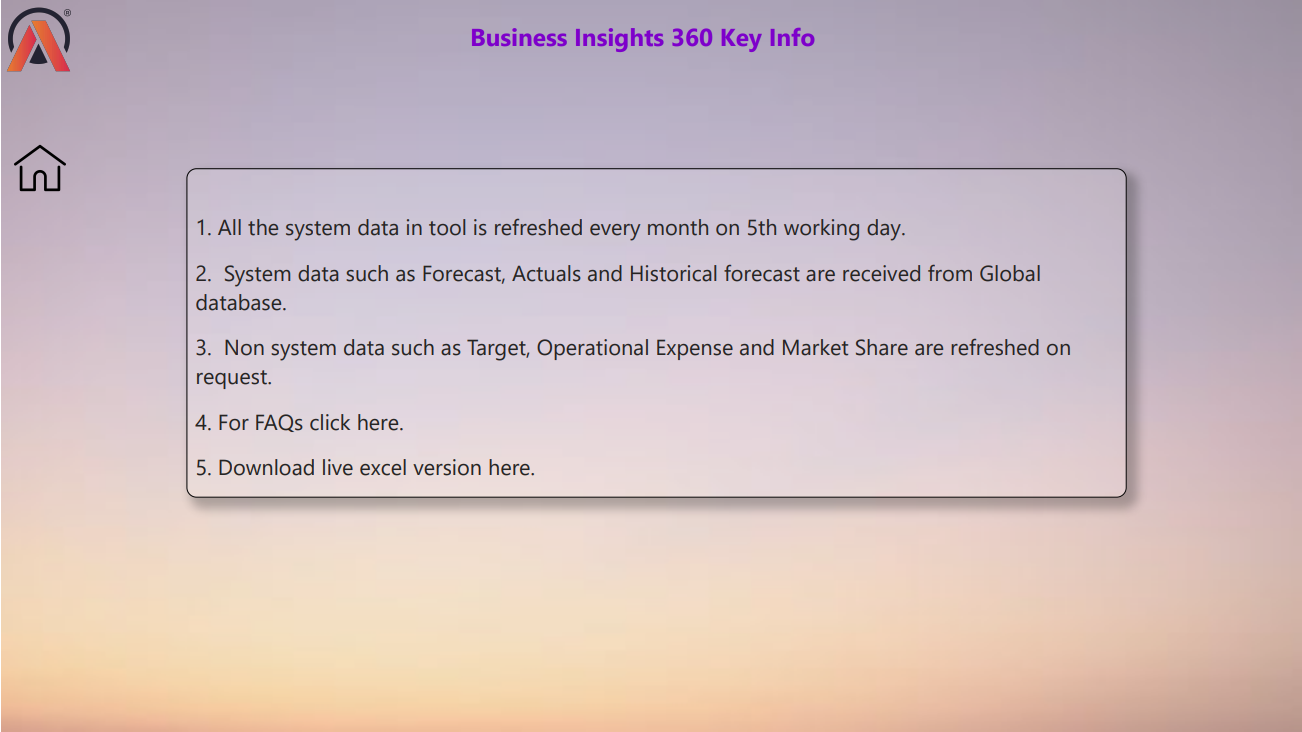 ®
Business Insights 360 Key Info
1. All the system data in tool is refreshed every month on 5th working day.
2.  System data such as Forecast, Actuals and Historical forecast are received from Global
database.
3.  Non system data such as Target, Operational Expense and Market Share are refreshed on
request.
4. For FAQs click here.
5. Download live excel version here.